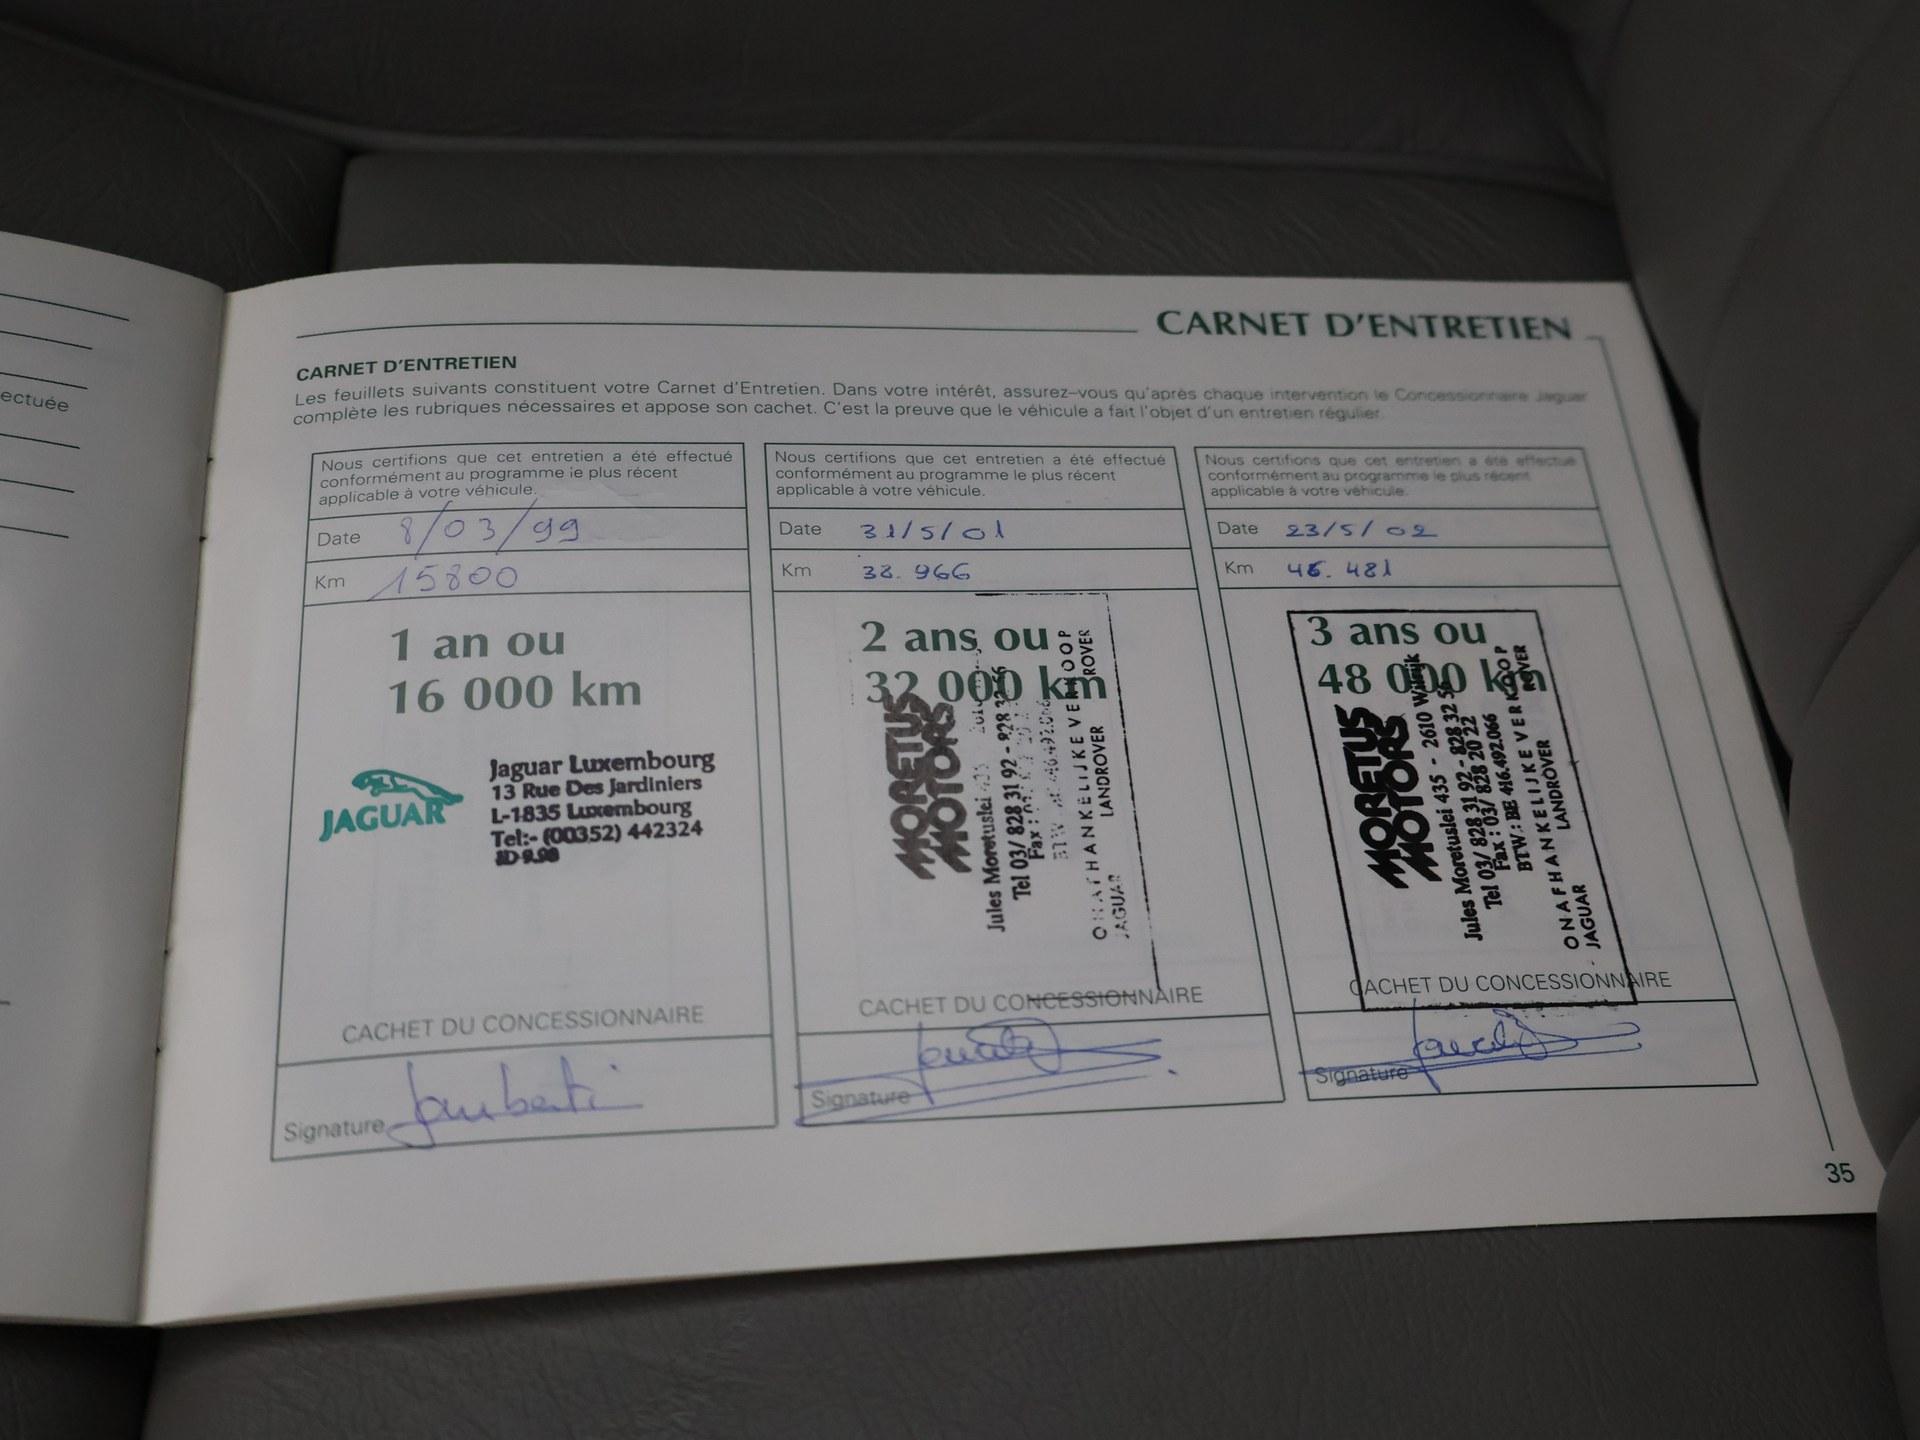 ectuée
CARNET D'ENTRETIEN
CARNET D'ENTRETIEN
Les feuillets suivants constituent votre Carnet d'Entretien. Dans votre intérêt, assurez-vous qu'après chaque intervention le Concessionnaire Jaguar
complète les rubriques nécessaires et appose son cachet. C'est la preuve que le véhicule a fait l'objet d'un entretien régulier.
Nous certifions que cet entretien a été effectué
conformément au programme le plus récent
applicable à votre véhicule.
Date 8/03/99
Km 15800
1 an ou
16 000 km
JAGUAR
Jaguar Luxembourg
13 Rue Des Jardiniers
L-1835 Luxembourg
Tel:- (00352) 442324
CACHET DU CONCESSIONNAIRE
Signature
Nous certifions que cet entretien a été effectué
conformément au programme le plus récent
applicable à votre véhicule.
Date 31/5/01
Km 38.966
2 ans ou
32 000 km
MORETUS
MOTORS
Jules Moretuslei
Tel 03/ 828 31 92 - 828 32 56
Fax :
ONAFHANKELIJKE VERKOOP
JAGUAR LANDROVER ROVER
CACHET DU CONCESSIONNAIRE
Signature
Nous certifions que cet entretien a été effectué
conformément au programme le plus récent
applicable à votre véhicule.
Date 23/5/02
Km 46.481
3 ans ou
48 000 km
MORETUS
MOTORS
Jules Moretuslei 435 - 2610 Wilrijk
Tel 03/ 828 31 92 - 828 32 56
Fax : 03/ 828 20 22
BTW : BE 416.492.066
ONAFHANKELIJKE VERKOOP
JAGUAR LANDROVER ROVER
CACHET DU CONCESSIONNAIRE
Signature
35